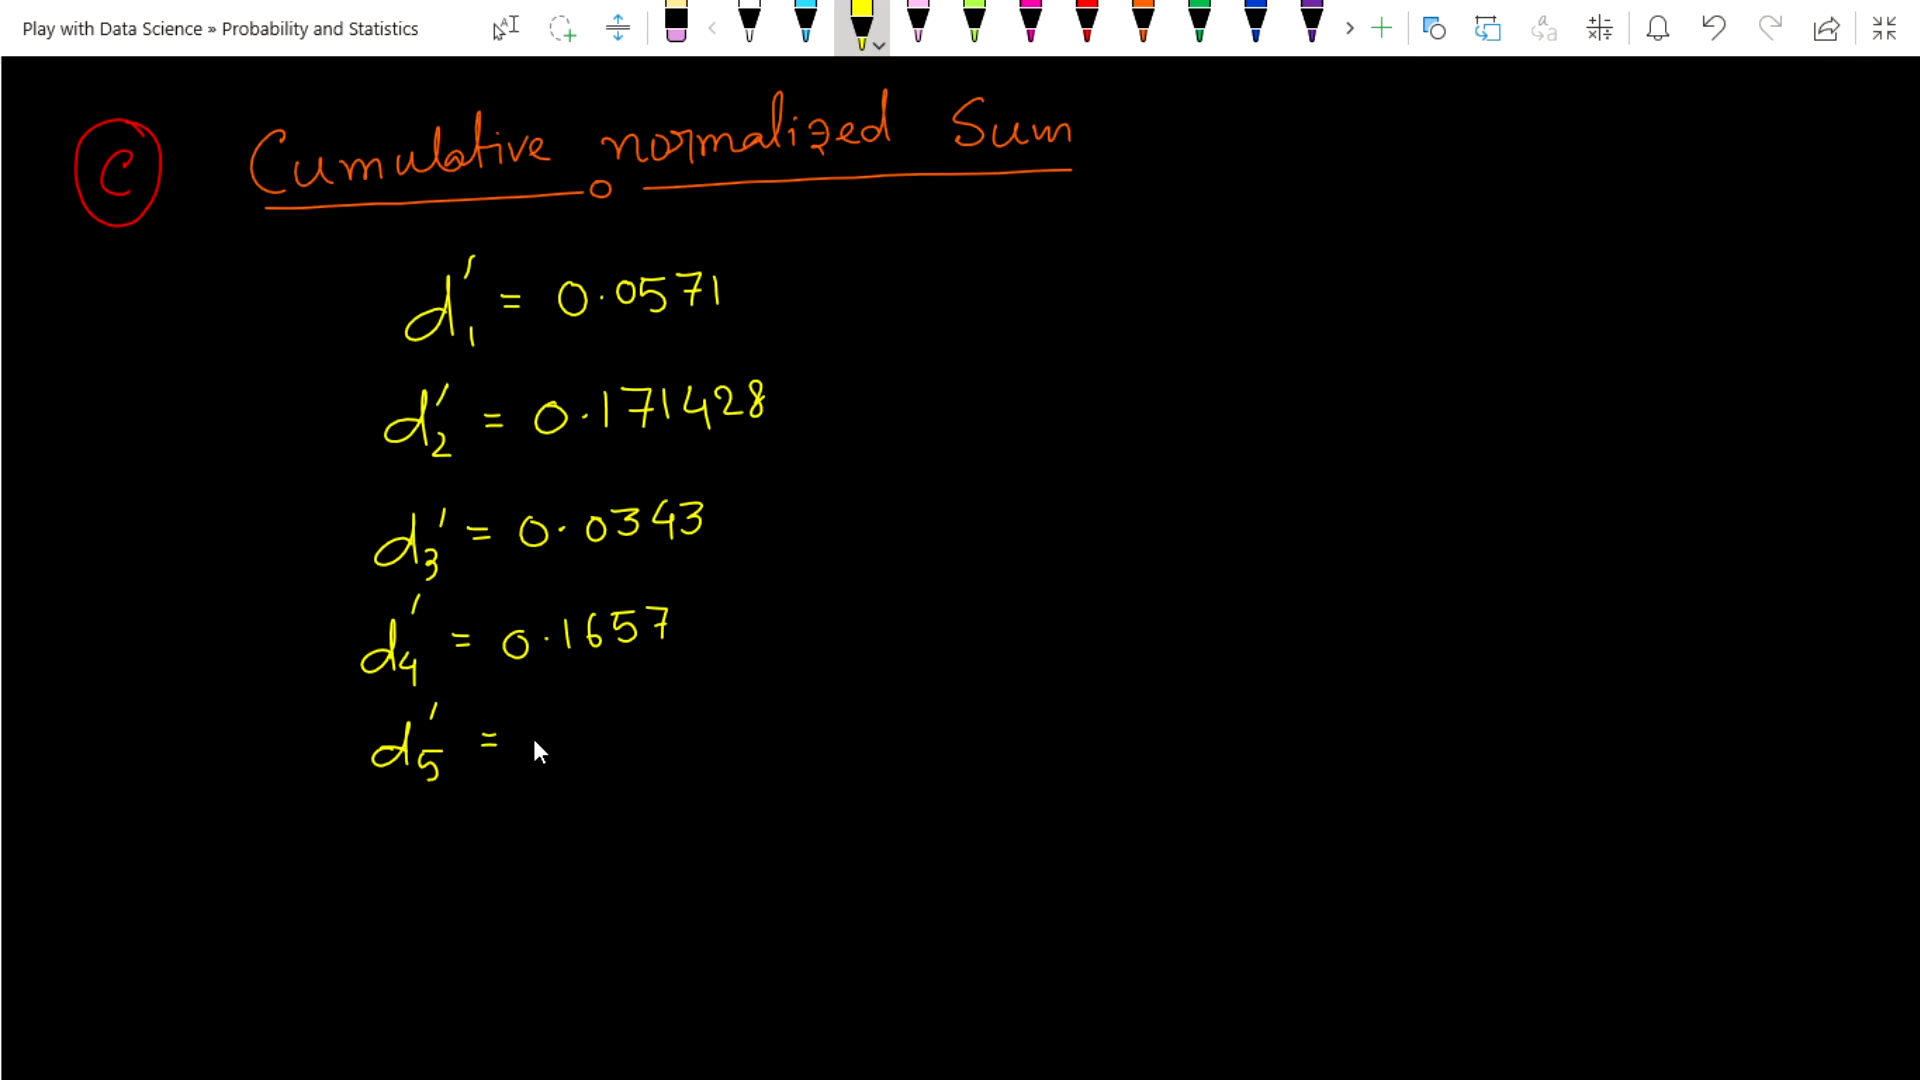 Play with Data Science » Probability and Statistics
C Cumulative normalized Sum
d₁' = 0.0571
d₂' = 0.171428
d₃' = 0.0343
d₄' = 0.1657
d₅' =